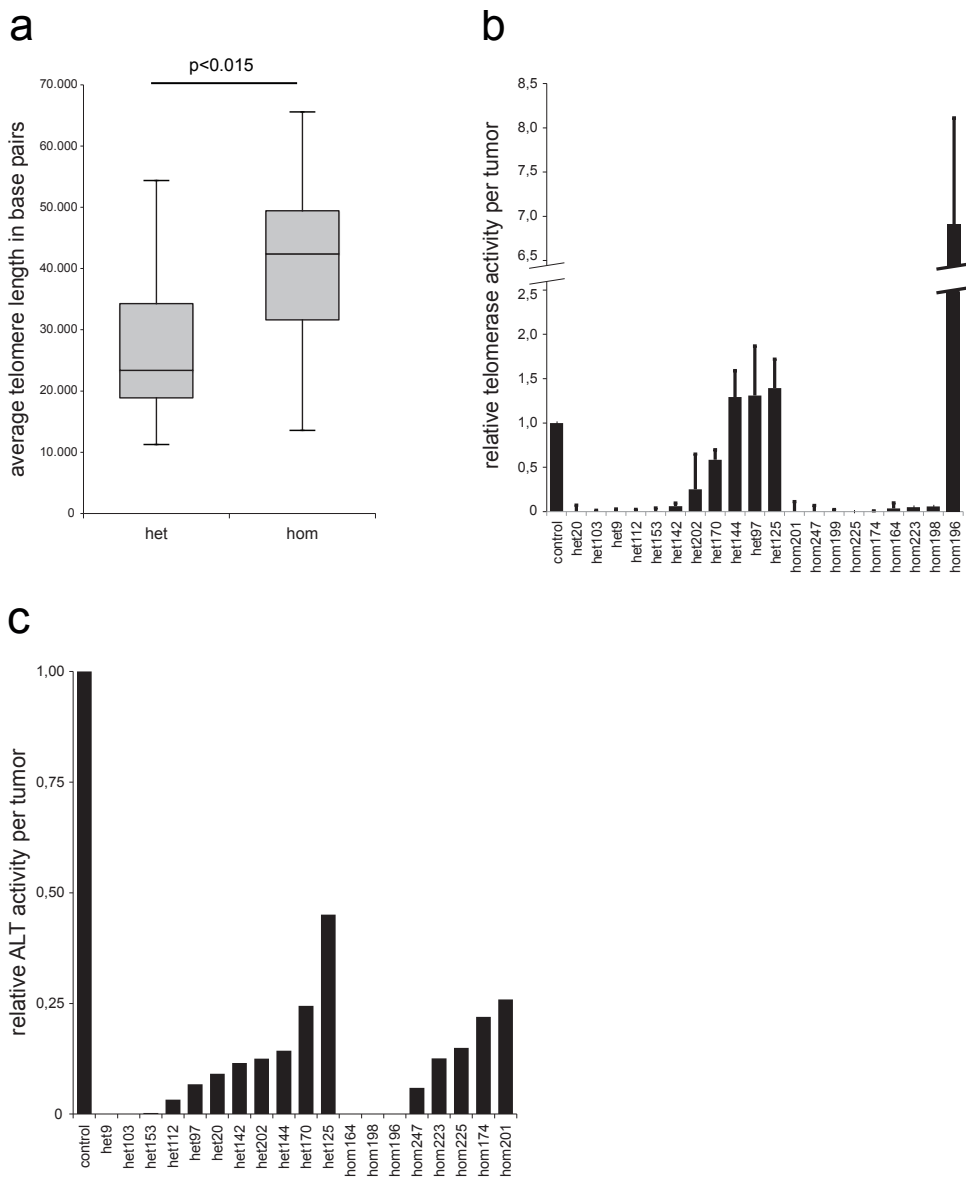 a
p<0.015
average telomere length in base pairs
70.000
60.000
50.000
40.000
30.000
20.000
10.000
0
het
hom
b
relative telomerase activity per tumor
8,5
8,0
7,5
7,0
6,5
2,5
2,0
1,5
1,0
0,5
0
control
het20
het103
het9
het112
het153
het142
het202
het170
het144
het97
het125
hom201
hom247
hom199
hom225
hom174
hom164
hom223
hom198
hom196
c
relative ALT activity per tumor
1,00
0,75
0,50
0,25
0
control
het9
het103
het153
het112
het97
het20
het142
het202
het144
het170
het125
hom164
hom198
hom196
hom247
hom223
hom225
hom174
hom201